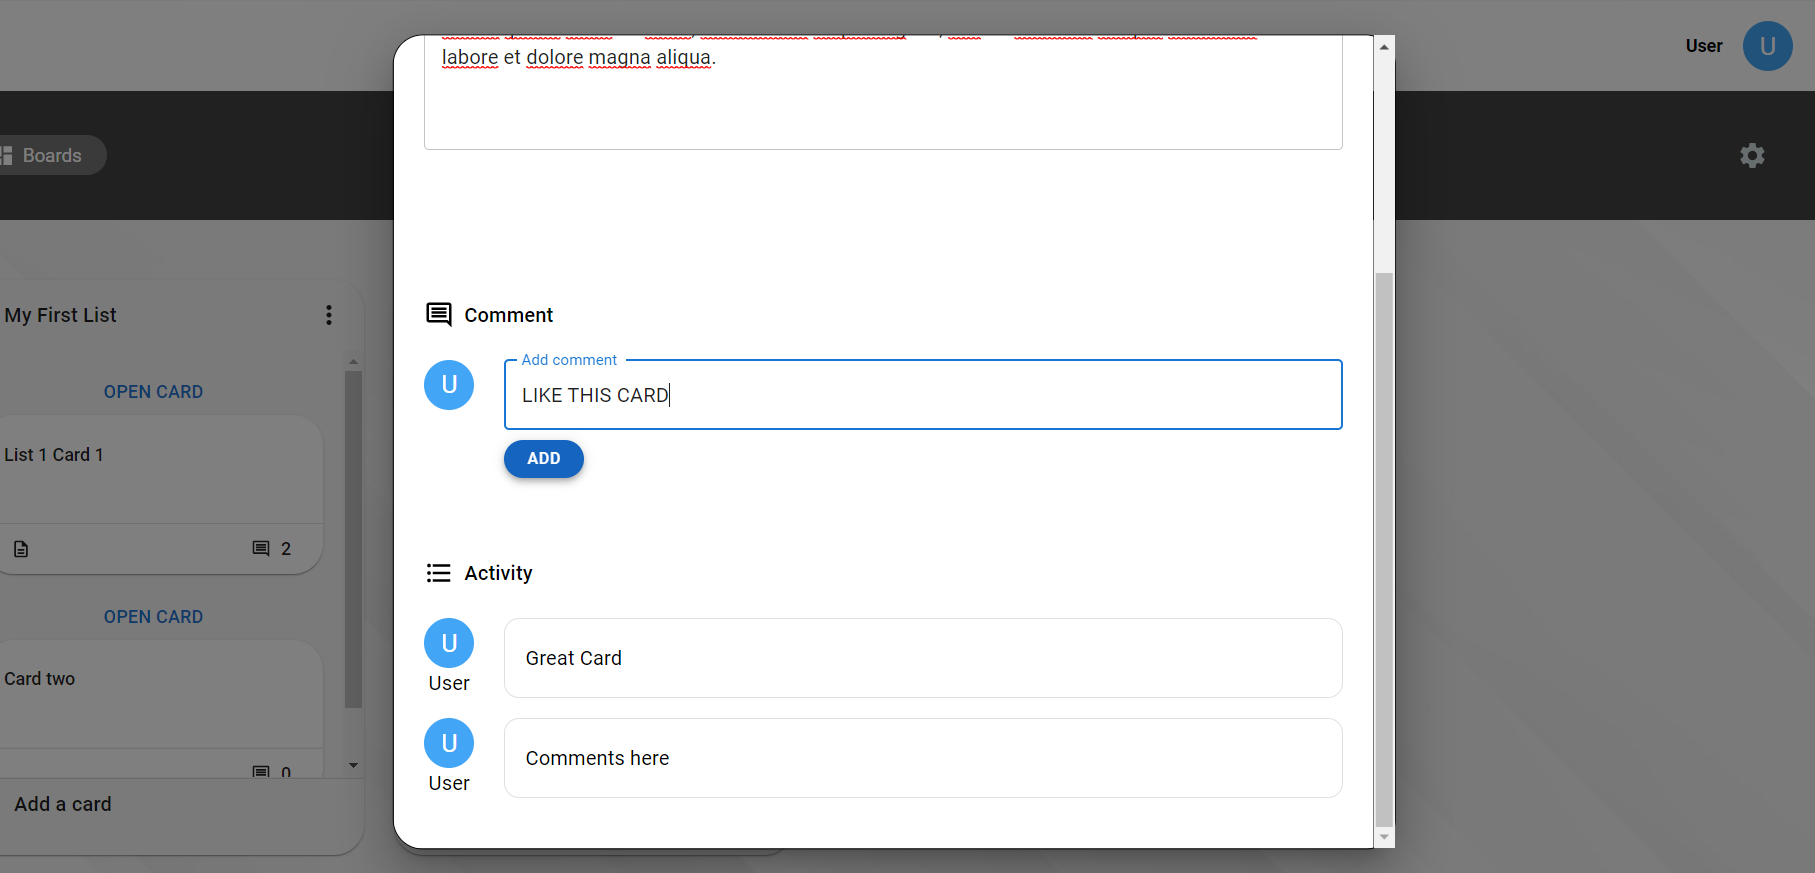 User
U
Boards
My First List
OPEN CARD
List 1 Card 1
2
OPEN CARD
Card two
0
Add a card
labore et dolore magna aliqua.
Comment
U
Add comment
LIKE THIS CARD
ADD
Activity
U
User
Great Card
U
User
Comments here